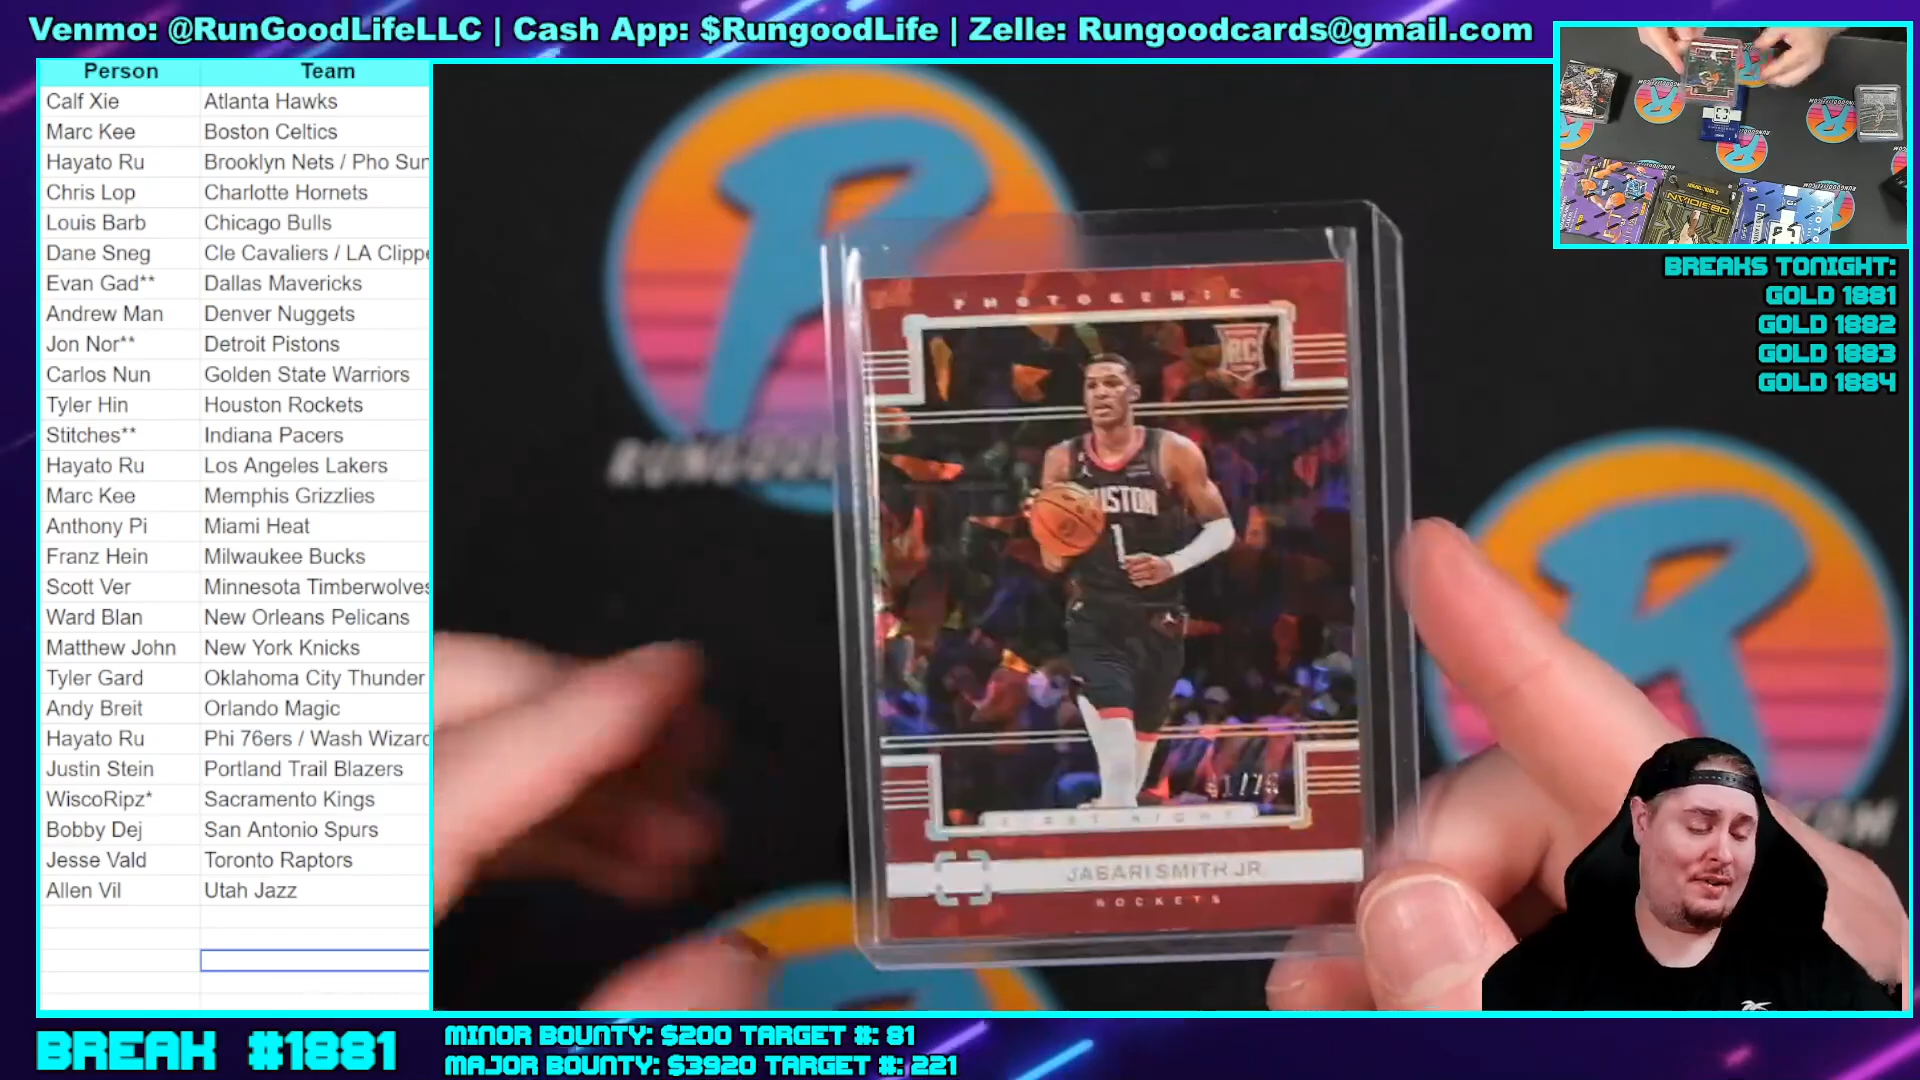 Venmo: @RunGoodLifeLLC | Cash App: $RungoodLife | Zelle: Rungoodcards@gmail.com
Person Team
Calf Xie Atlanta Hawks
Marc Kee Boston Celtics
Hayato Ru Brooklyn Nets / Pho Sun
Chris Lop Charlotte Hornets
Louis Barb Chicago Bulls
Dane Sneg Cle Cavaliers / LA Clippe
Evan Gad** Dallas Mavericks
Andrew Man Denver Nuggets
Jon Nor** Detroit Pistons
Carlos Nun Golden State Warriors
Tyler Hin Houston Rockets
Stitches** Indiana Pacers
Hayato Ru Los Angeles Lakers
Marc Kee Memphis Grizzlies
Anthony Pi Miami Heat
Franz Hein Milwaukee Bucks
Scott Ver Minnesota Timberwolves
Ward Blan New Orleans Pelicans
Matthew John New York Knicks
Tyler Gard Oklahoma City Thunder
Andy Breit Orlando Magic
Hayato Ru Phi 76ers / Wash Wizard
Justin Stein Portland Trail Blazers
WiscoRipz* Sacramento Kings
Bobby Dej San Antonio Spurs
Jesse Vald Toronto Raptors
Allen Vil Utah Jazz
PHOTOGENIC
RC
USTON
1
FIRST NIGHT
JABARI SMITH JR.
ROCKETS
OBSIDIAN
BREAKS TONIGHT:
GOLD 1881
GOLD 1882
GOLD 1883
GOLD 1884
BREAK #1881
MINOR BOUNTY: $200 TARGET #: 81
MAJOR BOUNTY: $3920 TARGET #: 221